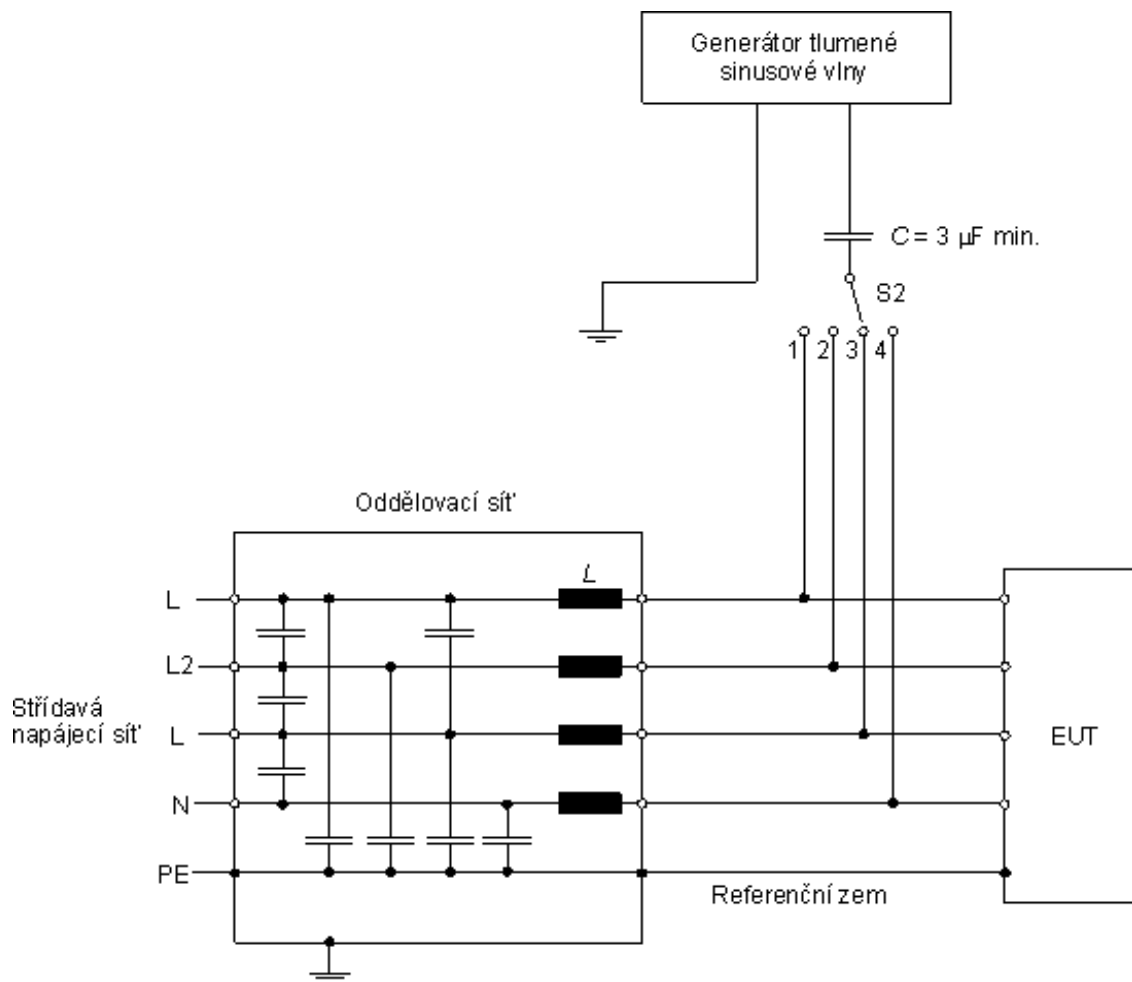 Generátor tlumené
sinusové vlny
C = 3 µF min.
S2
1 2 3 4
Oddělovací síť
L
L
L2
Střídavá
napájecí síť
L
EUT
N
PE
Referenční zem